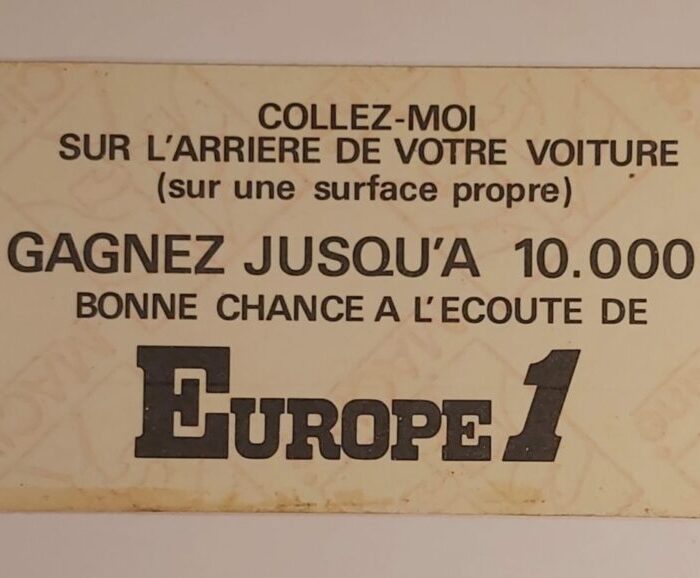 COLLEZ-MOI
SUR L'ARRIERE DE VOTRE VOITURE
(sur une surface propre)
GAGNEZ JUSQU'A 10.000
BONNE CHANCE A L'ECOUTE DE
EUROPE 1